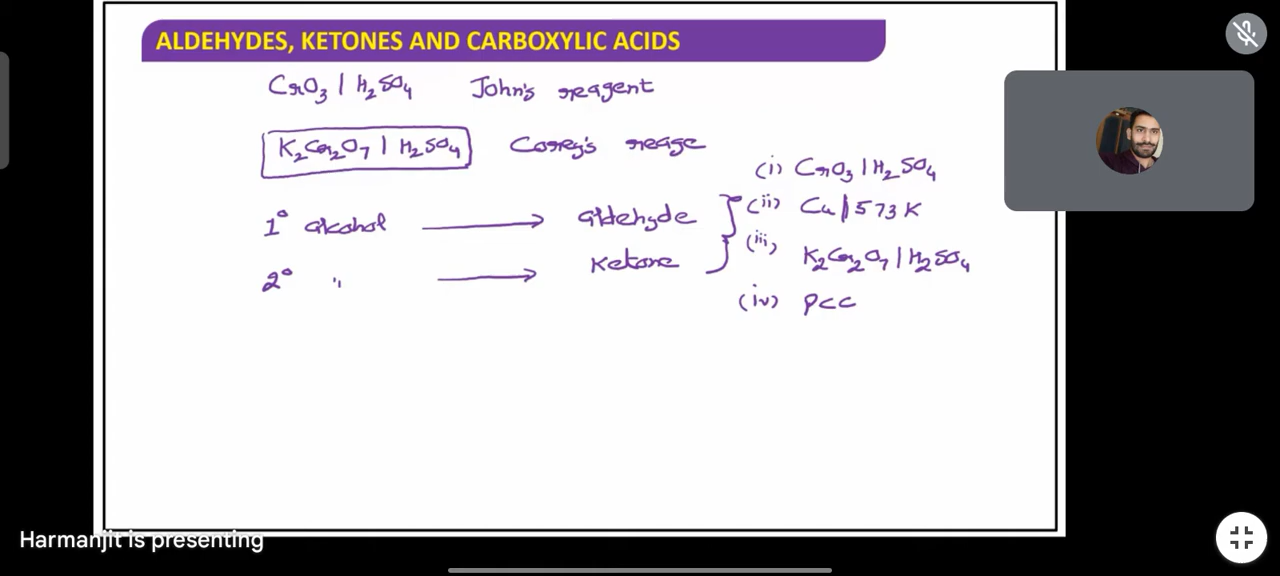 ALDEHYDES, KETONES AND CARBOXYLIC ACIDS
CrO₃ | H₂SO₄ John's reagent
K₂Cr₂O₇ | H₂SO₄ Corey's reage
(i) CrO₃ | H₂SO₄
1° alcohol → aldehyde (ii) Cu | 573 K
2° " → Ketone (iii) K₂Cr₂O₇ | H₂SO₄
(iv) PCC
Harmanjit is presenting